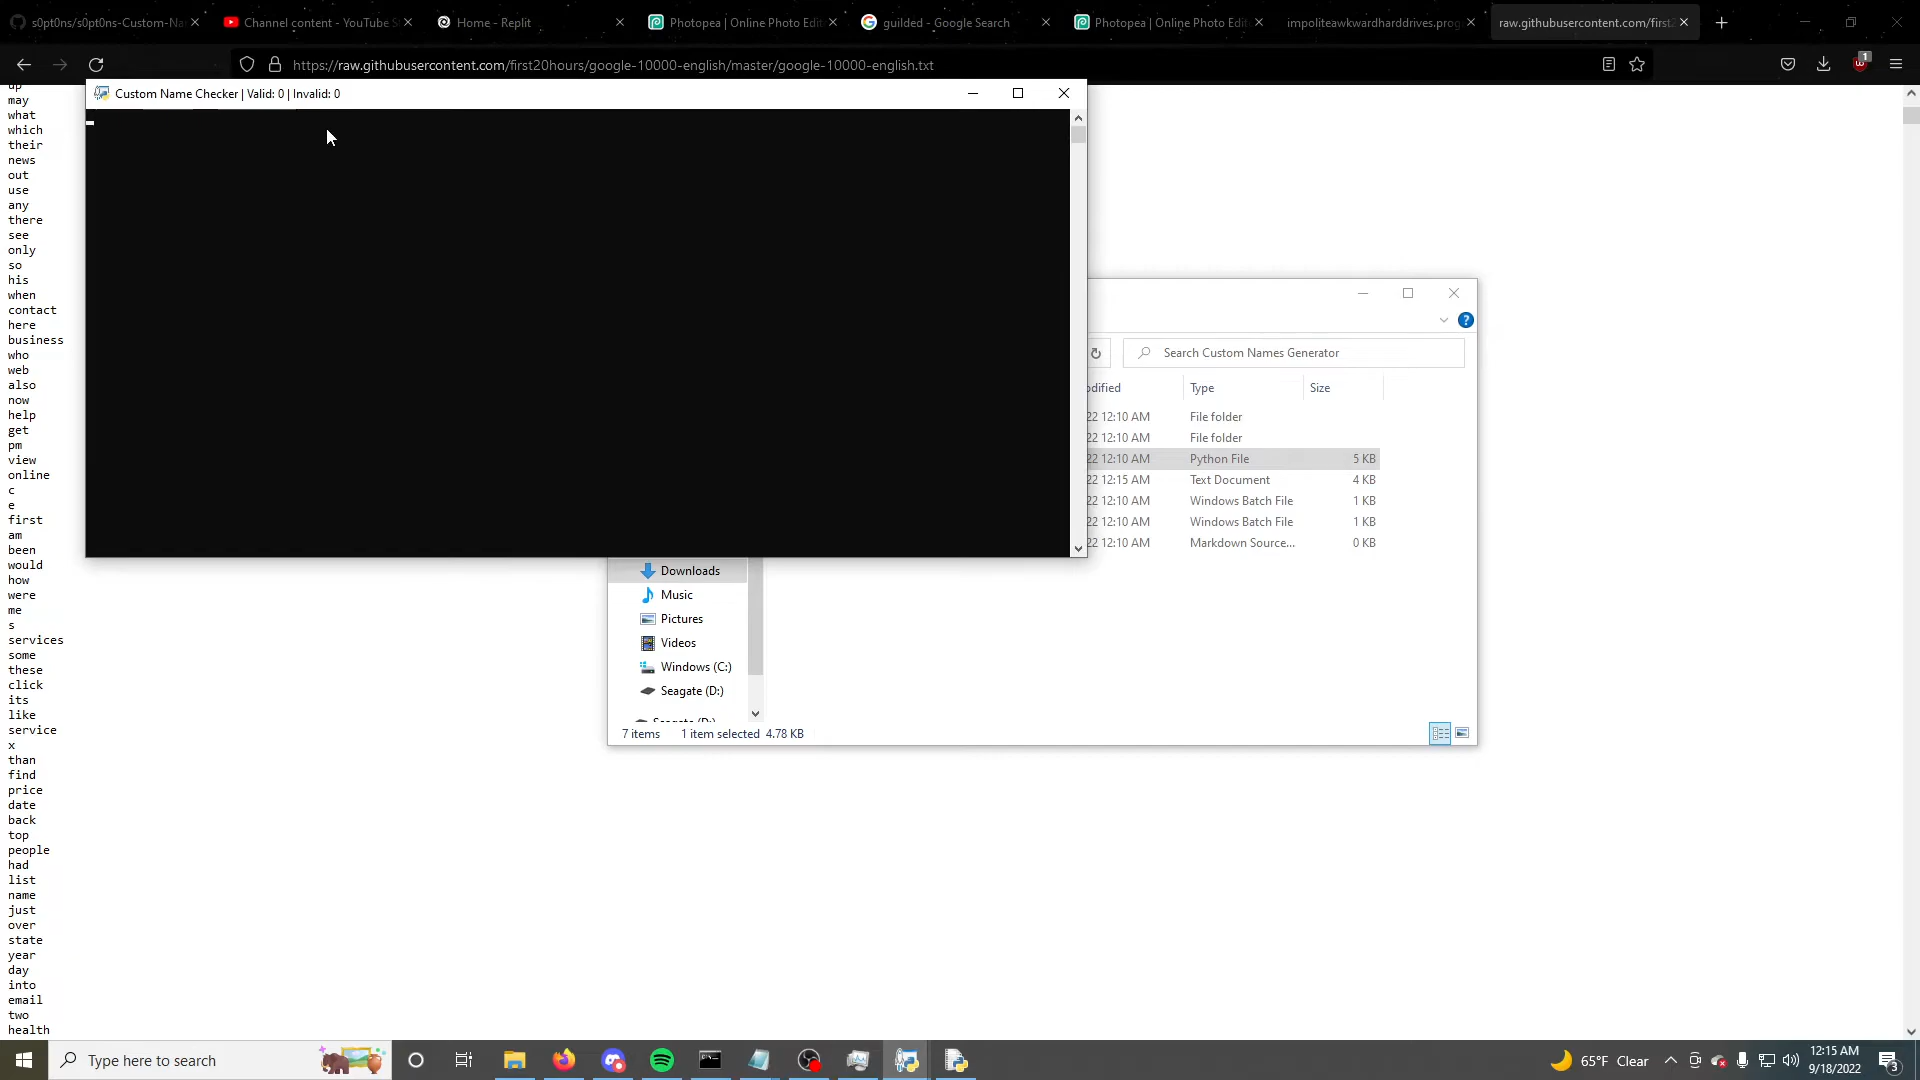 s0pt0ns/s0pt0ns-Custom-Na
Channel content - YouTube S
Home - Replit
Photopea | Online Photo Edit
guilded - Google Search
Photopea | Online Photo Edit
impoliteawkwardharddrives.prog
raw.githubusercontent.com/first2
https://raw.githubusercontent.com/first20hours/google-10000-english/master/google-10000-english.txt
1
Custom Name Checker | Valid: 0 | Invalid: 0
up
may
what
which
their
news
out
use
any
there
see
only
so
his
when
contact
here
business
who
web
also
now
help
get
pm
view
online
c
e
first
am
been
would
how
were
me
s
services
some
these
click
its
like
service
x
than
find
price
date
back
top
people
had
list
name
just
over
state
year
day
into
email
two
health
?
Search Custom Names Generator
odified
Type
Size
22 12:10 AM
File folder
22 12:10 AM
File folder
22 12:10 AM
Python File
5 KB
22 12:15 AM
Text Document
4 KB
22 12:10 AM
Windows Batch File
1 KB
22 12:10 AM
Windows Batch File
1 KB
22 12:10 AM
Markdown Source...
0 KB
Downloads
Music
Pictures
Videos
Windows (C:)
Seagate (D:)
Seagate (D:)
7 items
1 item selected 4.78 KB
Type here to search
65°F Clear
12:15 AM
9/18/2022
3